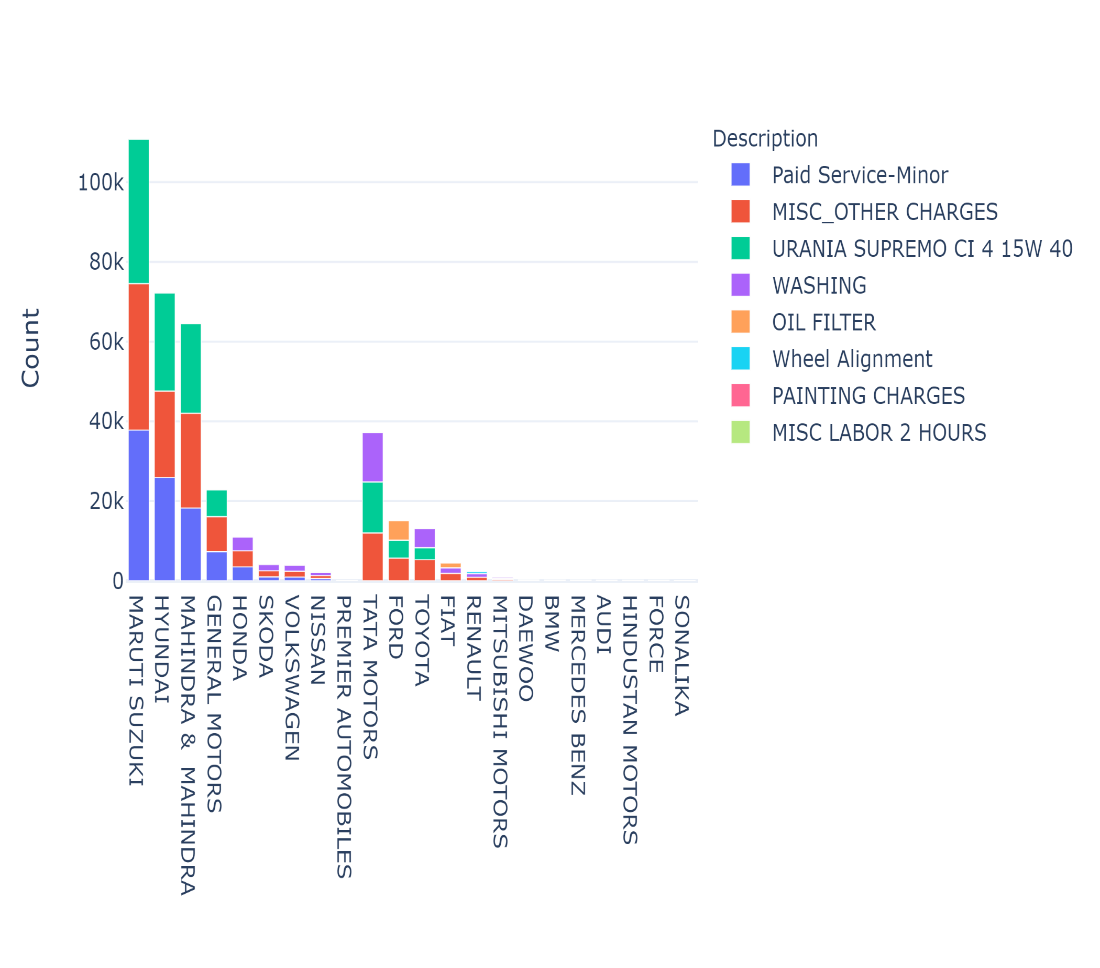 Description
Paid Service-Minor
MISC_OTHER CHARGES
URANIA SUPREMO CI 4 15W 40
WASHING
OIL FILTER
Wheel Alignment
PAINTING CHARGES
MISC LABOR 2 HOURS
Count
100k
80k
60k
40k
20k
0
MARUTI SUZUKI
HYUNDAI
MAHINDRA &  MAHINDRA
GENERAL MOTORS
HONDA
SKODA
VOLKSWAGEN
NISSAN
PREMIER AUTOMOBILES
TATA MOTORS
FORD
TOYOTA
FIAT
RENAULT
MITSUBISHI MOTORS
DAEWOO
BMW
MERCEDES BENZ
AUDI
HINDUSTAN MOTORS
FORCE
SONALIKA